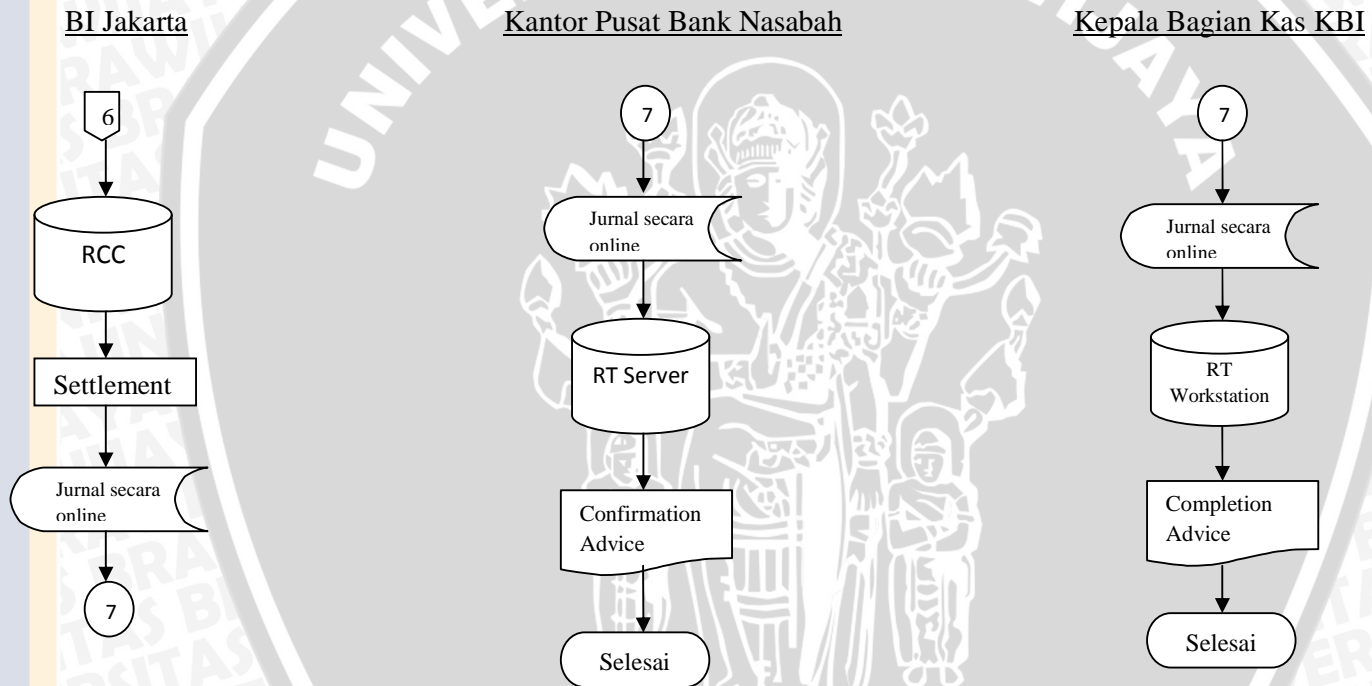 BI Jakarta
Kantor Pusat Bank Nasabah
Kepala Bagian Kas KBI
6
RCC
Settlement
Jurnal secara
online
7
7
Jurnal secara
online
RT Server
Confirmation
Advice
Selesai
7
Jurnal secara
online
RT
Workstation
Completion
Advice
Selesai